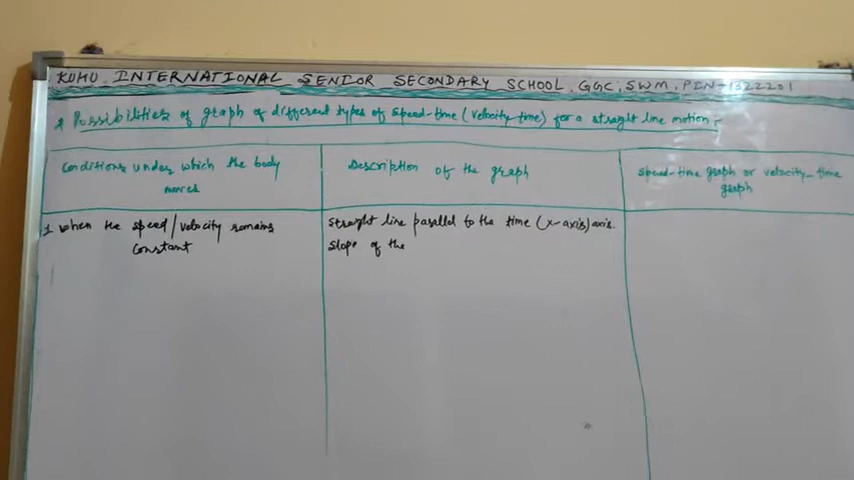 KUHU. INTERNATIONAL SENIOR SECONDARY SCHOOL. GGC, SWM, PIN-1322201
* Possibilities of graph of different types of speed-time (velocity-time) for a straight line motion:-
Conditions under which the body moves
Description of the graph
speed-time graph or velocity-time graph
1 When the speed/velocity remains constant
straight line parallel to the time (x-axis) axis.
slope of the